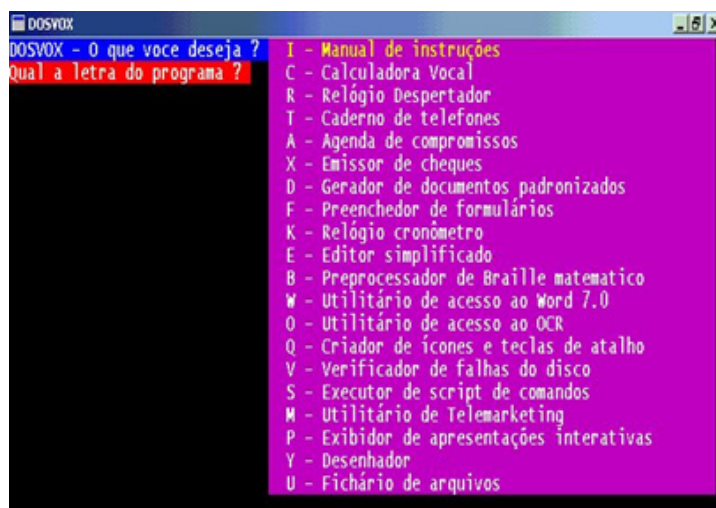 DOSVOX
DOSVOX - O que voce deseja ?
Qual a letra do programa ?
I - Manual de instruções
C - Calculadora Vocal
R - Relógio Despertador
T - Caderno de telefones
A - Agenda de compromissos
X - Emissor de cheques
D - Gerador de documentos padronizados
F - Preenchedor de formulários
K - Relógio cronômetro
E - Editor simplificado
B - Preprocessador de Braille matematico
W - Utilitário de acesso ao Word 7.0
O - Utilitário de acesso ao OCR
Q - Criador de ícones e teclas de atalho
V - Verificador de falhas do disco
S - Executor de script de comandos
M - Utilitário de Telemarketing
P - Exibidor de apresentações interativas
Y - Desenhador
U - Fichário de arquivos